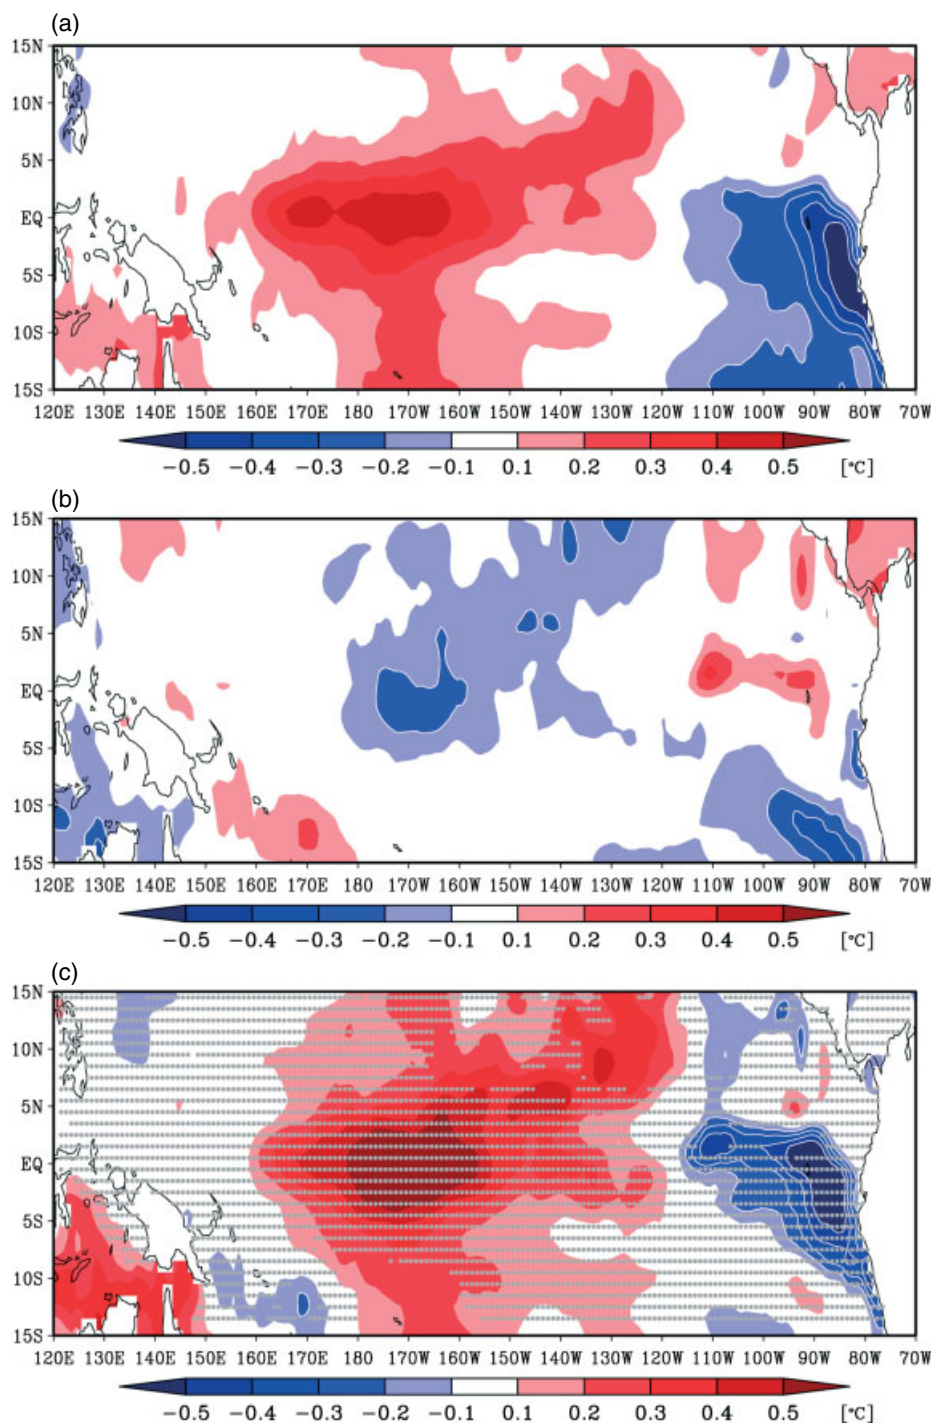 (a)
15N
10N
5N
EQ
5S
10S
15S
120E 130E 140E 150E 160E 170E 180 170W 160W 150W 140W 130W 120W 110W 100W 90W 80W 70W
−0.5 −0.4 −0.3 −0.2 −0.1 0.1 0.2 0.3 0.4 0.5 [°C]
(b)
15N
10N
5N
EQ
5S
10S
15S
120E 130E 140E 150E 160E 170E 180 170W 160W 150W 140W 130W 120W 110W 100W 90W 80W 70W
−0.5 −0.4 −0.3 −0.2 −0.1 0.1 0.2 0.3 0.4 0.5 [°C]
(c)
15N
10N
5N
EQ
5S
10S
15S
120E 130E 140E 150E 160E 170E 180 170W 160W 150W 140W 130W 120W 110W 100W 90W 80W 70W
−0.5 −0.4 −0.3 −0.2 −0.1 0.1 0.2 0.3 0.4 0.5 [°C]